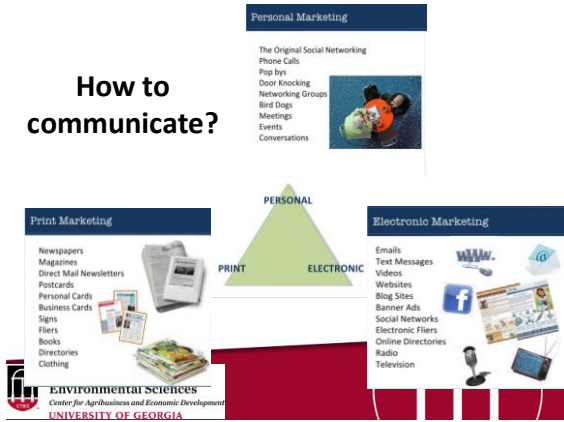 How to
communicate?
Personal Marketing
The Original Social Networking
Phone Calls
Pop bys
Door Knocking
Networking Groups
Bird Dogs
Meetings
Events
Conversations
PERSONAL
PRINT
ELECTRONIC
Print Marketing
Newspapers
Magazines
Direct Mail Newsletters
Postcards
Personal Cards
Business Cards
Signs
Fliers
Books
Directories
Clothing
Electronic Marketing
Emails
Text Messages
Videos
Websites
Blog Sites
Banner Ads
Social Networks
Electronic Fliers
Online Directories
Radio
Television
www.
@
f
Environmental Sciences
Center for Agribusiness and Economic Development
UNIVERSITY OF GEORGIA
1785